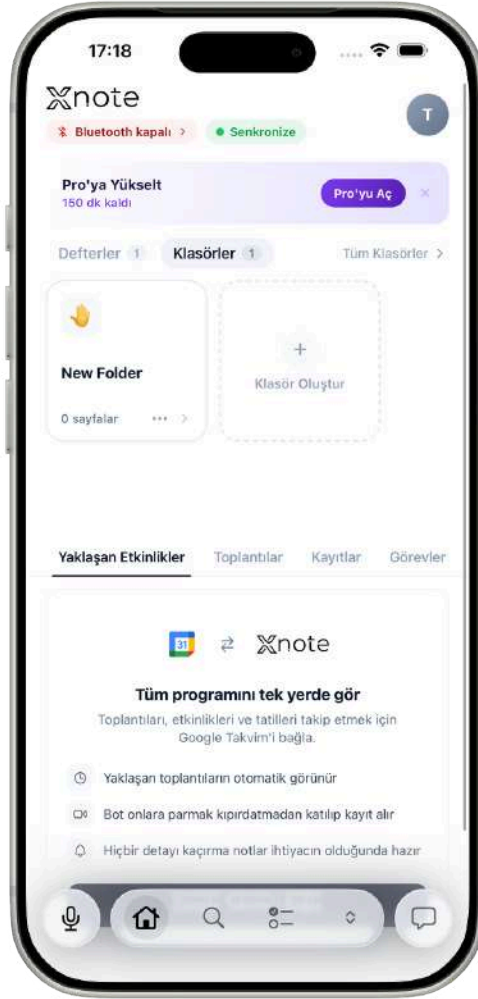 17:18
Xnote
T
Bluetooth kapalı >
Senkronize
Pro'ya Yükselt
150 dk kaldı
Pro'yu Aç
×
Defterler 1
Klasörler 1
Tüm Klasörler >
New Folder
0 sayfalar ••• >
+
Klasör Oluştur
Yaklaşan Etkinlikler
Toplantılar
Kayıtlar
Görevler
31
Xnote
Tüm programını tek yerde gör
Toplantıları, etkinlikleri ve tatilleri takip etmek için
Google Takvim'i bağla.
Yaklaşan toplantıların otomatik görünür
Bot onlara parmak kıpırdatmadan katılıp kayıt alır
Hiçbir detayı kaçırma notlar ihtiyacın olduğunda hazır